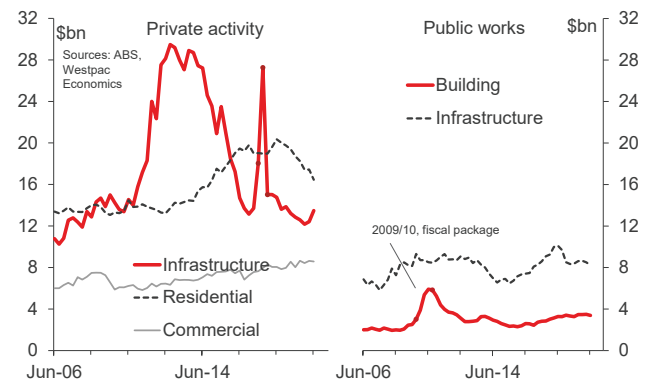 32
$bn
Private activity
Sources: ABS,
Westpac
Economics
28
24
20
16
12
8
4
0
Infrastructure
Residential
Commercial
Jun-06
Jun-14
Public works
$bn
32
Building
Infrastructure
28
24
20
16
12
2009/10, fiscal package
8
4
0
Jun-06
Jun-14